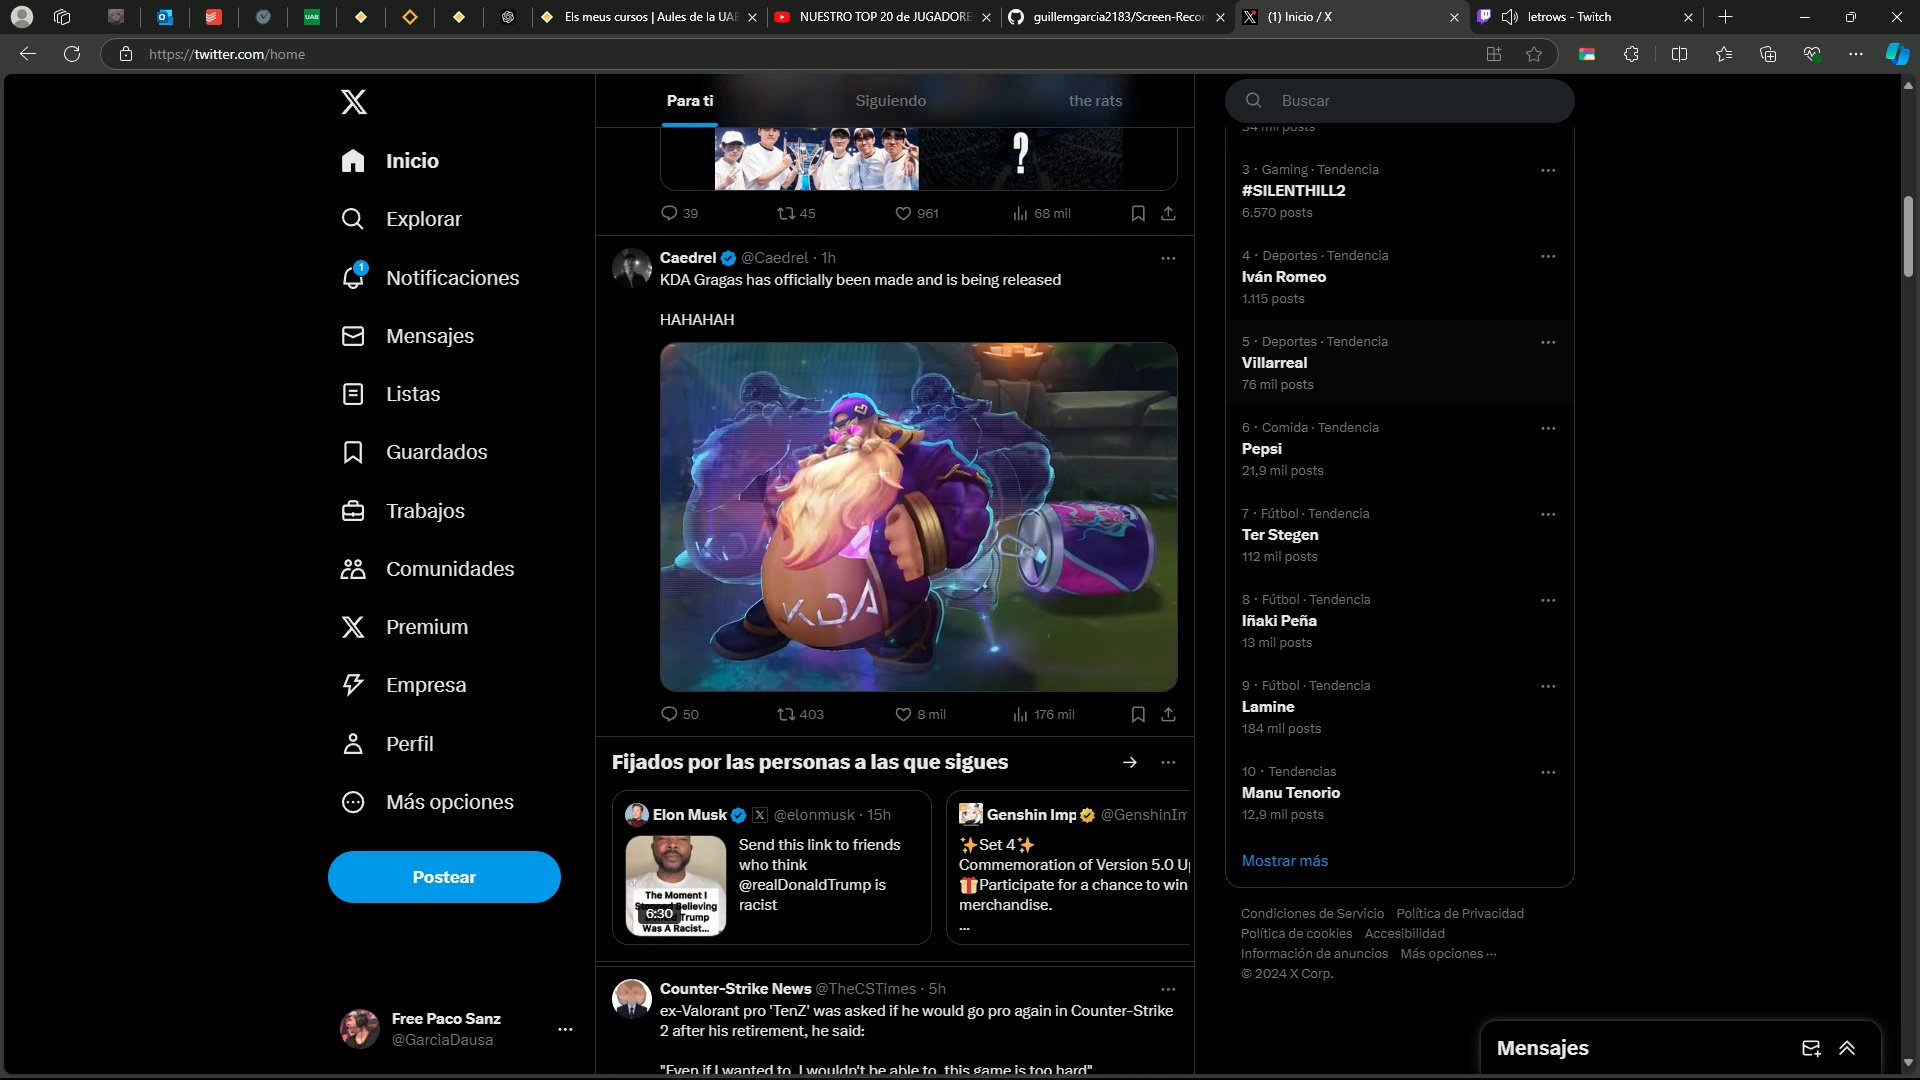 UAB
Els meus cursos | Aules de la UAB
NUESTRO TOP 20 de JUGADORE
guillemgarcia2183/Screen-Recor
(1) Inicio / X
letrows - Twitch
https://twitter.com/home
Inicio
Explorar
1
Notificaciones
Mensajes
Listas
Guardados
Trabajos
Comunidades
Premium
Empresa
Perfil
Más opciones
Postear
Free Paco Sanz
@GarciaDausa
Para ti
Siguiendo
the rats
?
39
45
961
68 mil
Caedrel @Caedrel · 1h
KDA Gragas has officially been made and is being released
HAHAHAH
KDA
50
403
8 mil
176 mil
Fijados por las personas a las que sigues
Elon Musk @elonmusk · 15h
Send this link to friends
who think
@realDonaldTrump is
racist
The Moment I
Stopped Believing
Trump
Was A Racist...
6:30
Genshin Imp @GenshinIm
✨Set 4✨
Commemoration of Version 5.0 U
🎁Participate for a chance to win
merchandise.
...
Counter-Strike News @TheCSTimes · 5h
ex-Valorant pro 'TenZ' was asked if he would go pro again in Counter-Strike
2 after his retirement, he said:
"Even if I wanted to, I wouldn't be able to, this game is too hard"
Buscar
34 mil posts
3 · Gaming · Tendencia
#SILENTHILL2
6.570 posts
4 · Deportes · Tendencia
Iván Romeo
1.115 posts
5 · Deportes · Tendencia
Villarreal
76 mil posts
6 · Comida · Tendencia
Pepsi
21,9 mil posts
7 · Fútbol · Tendencia
Ter Stegen
112 mil posts
8 · Fútbol · Tendencia
Iñaki Peña
13 mil posts
9 · Fútbol · Tendencia
Lamine
184 mil posts
10 · Tendencias
Manu Tenorio
12,9 mil posts
Mostrar más
Condiciones de Servicio Política de Privacidad
Política de cookies Accesibilidad
Información de anuncios Más opciones ···
© 2024 X Corp.
Mensajes